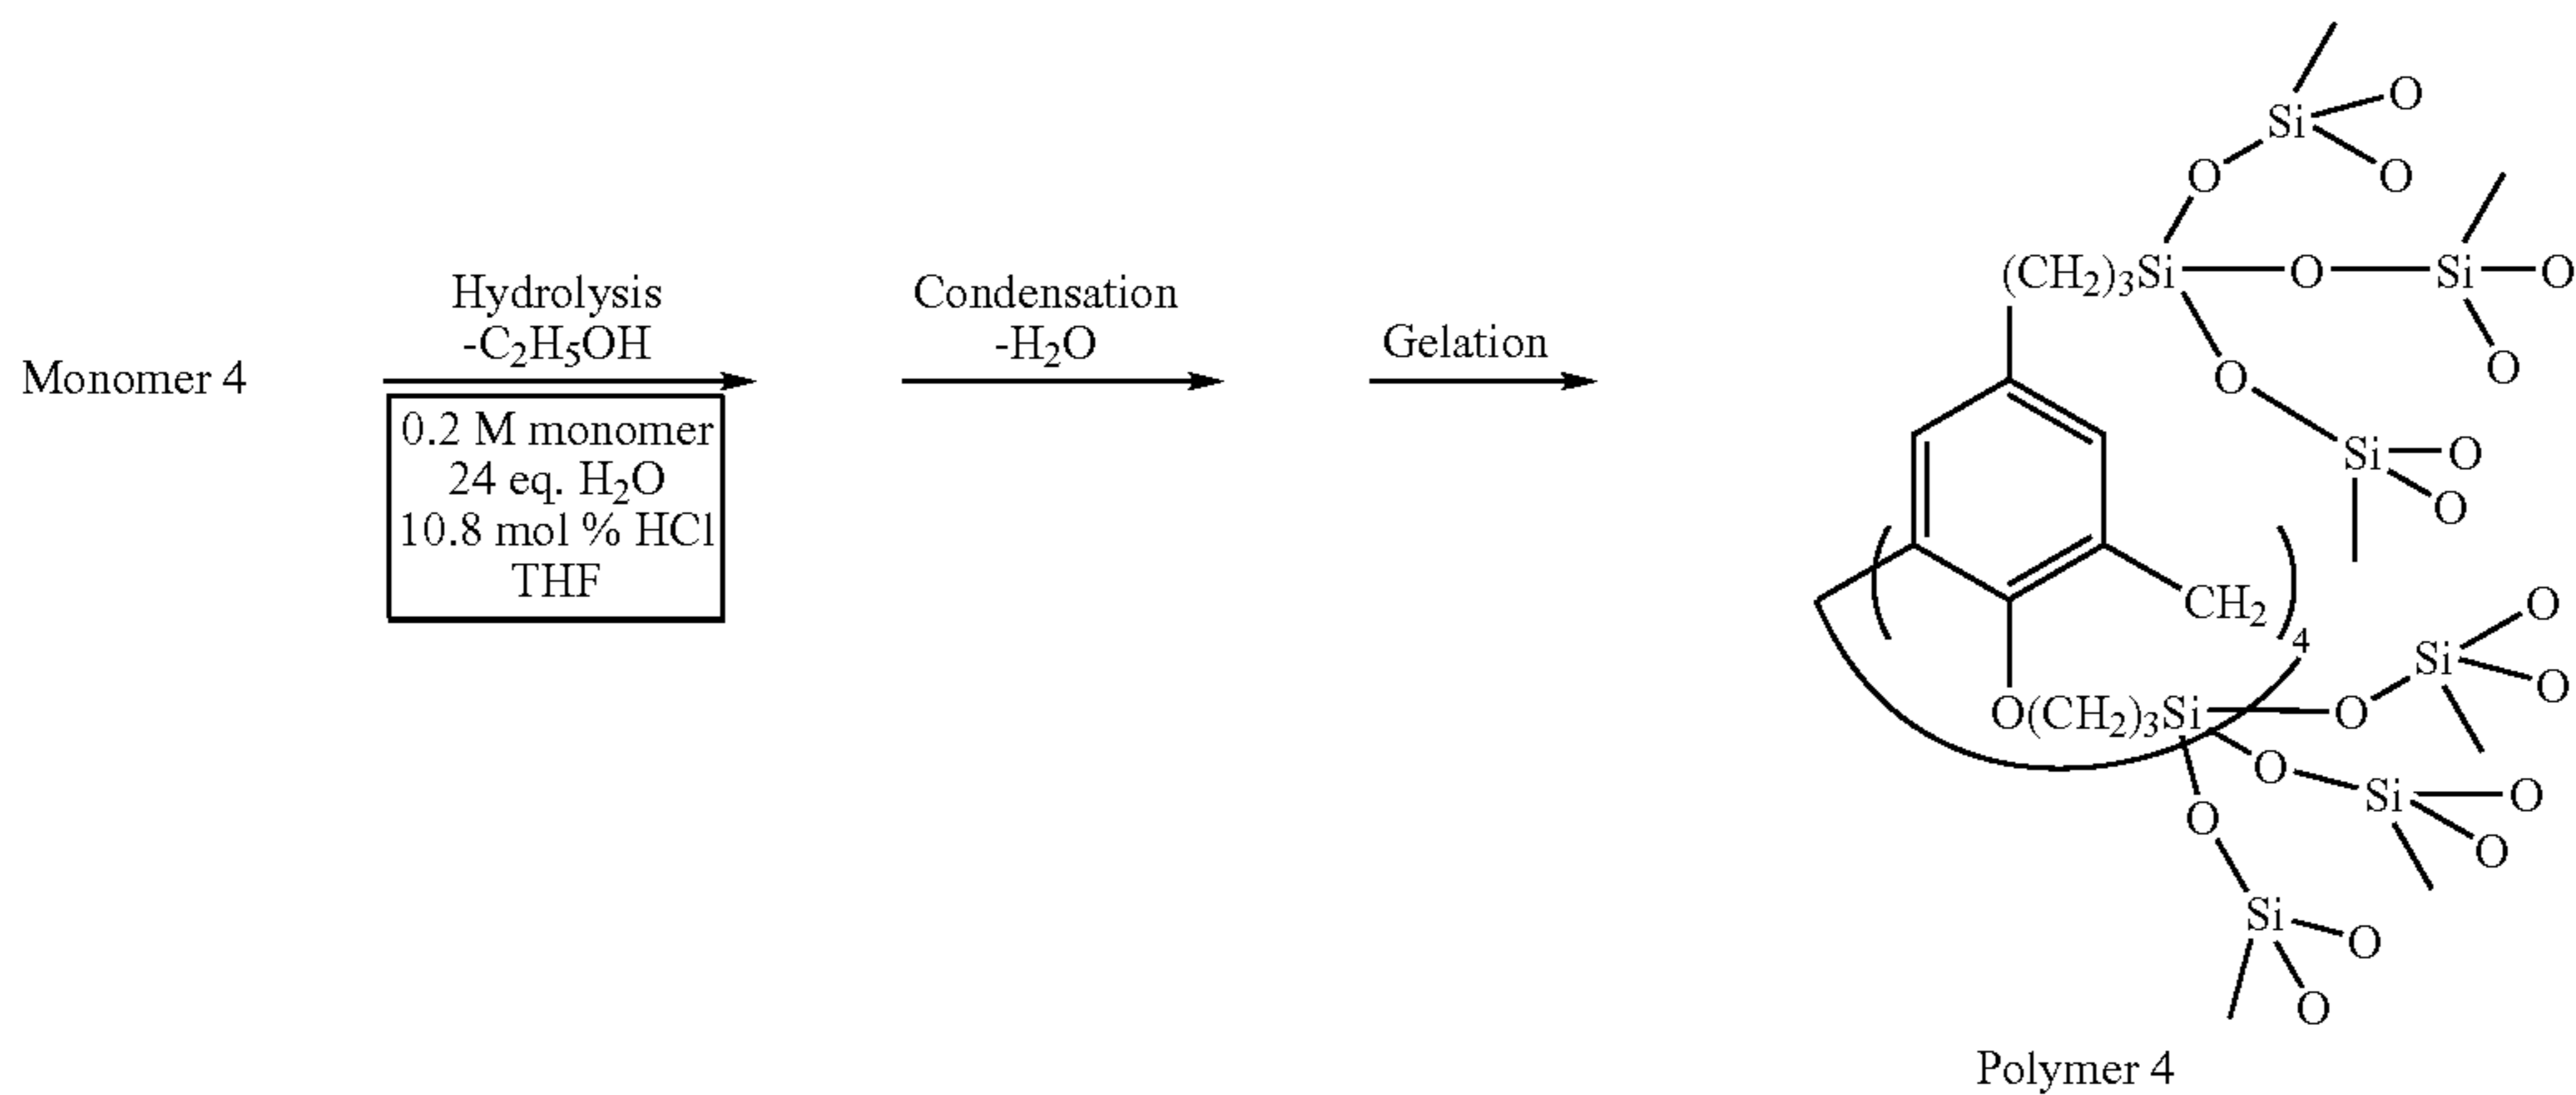 Monomer 4
Hydrolysis
-C₂H₅OH
0.2 M monomer
24 eq. H₂O
10.8 mol % HCl
THF
Condensation
-H₂O
Gelation
Si
O
O
O
(CH₂)₃Si
O
Si
O
O
O
Si
O
O
CH₂
4
O(CH₂)₃Si
O
Si
O
O
O
Si
O
O
O
Si
O
O
Polymer 4